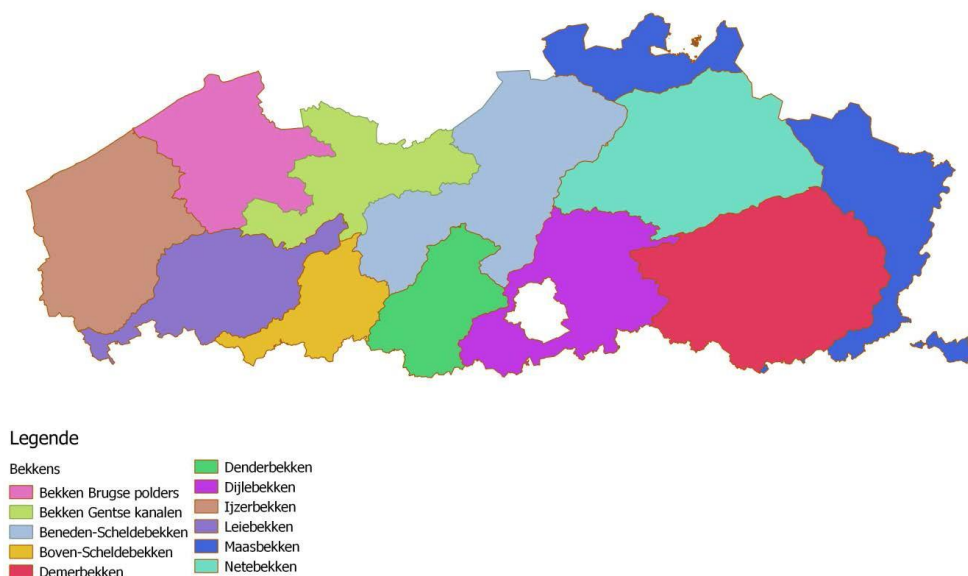 Legende
Bekkens
Bekken Brugse polders
Bekken Gentse kanalen
Beneden-Scheldebekken
Boven-Scheldebekken
Demerbekken
Denderbekken
Dijlebekken
Ijzerbekken
Leiebekken
Maasbekken
Netebekken